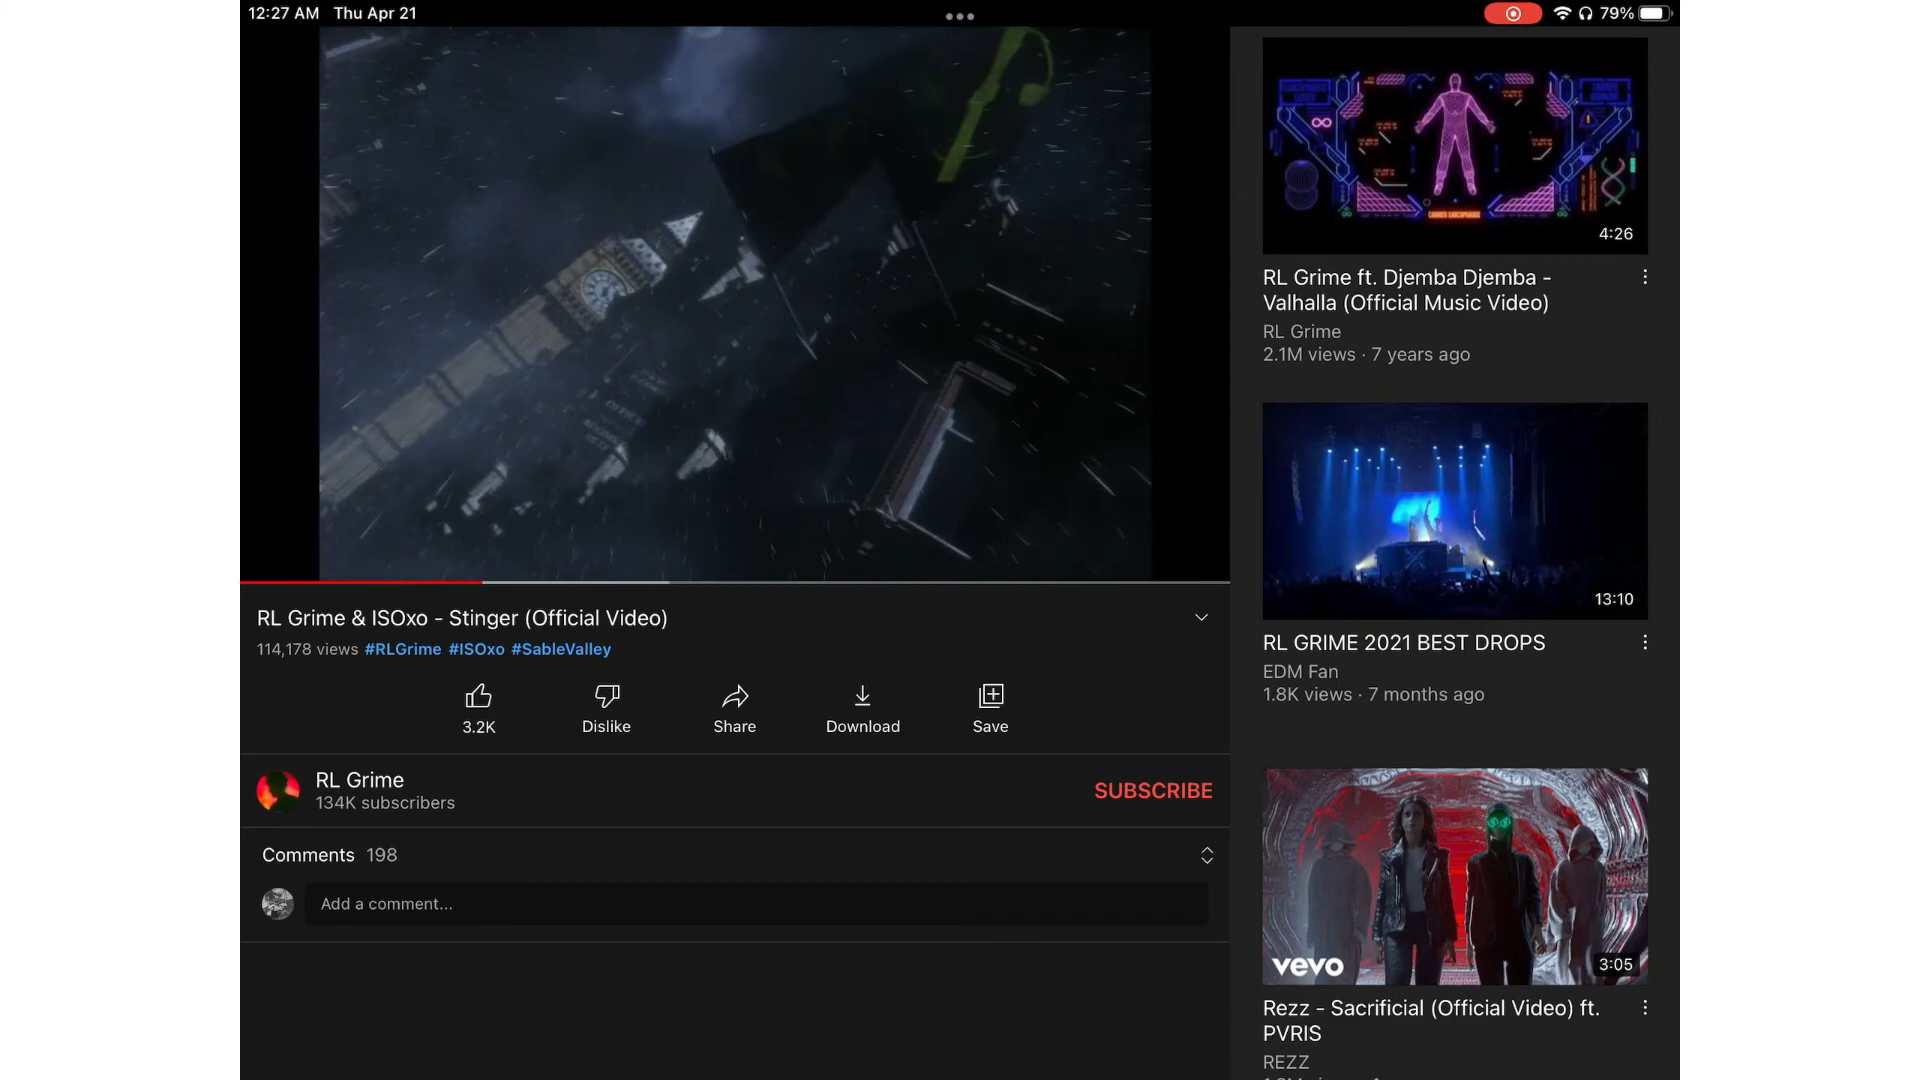 12:27 AM Thu Apr 21
79%
RL Grime & ISOxo - Stinger (Official Video)
114,178 views #RLGrime #ISOxo #SableValley
3.2K
Dislike
Share
Download
Save
RL Grime
134K subscribers
SUBSCRIBE
Comments 198
Add a comment...
4:26
RL Grime ft. Djemba Djemba -
Valhalla (Official Music Video)
RL Grime
2.1M views · 7 years ago
13:10
RL GRIME 2021 BEST DROPS
EDM Fan
1.8K views · 7 months ago
vevo
3:05
Rezz - Sacrificial (Official Video) ft.
PVRIS
REZZ